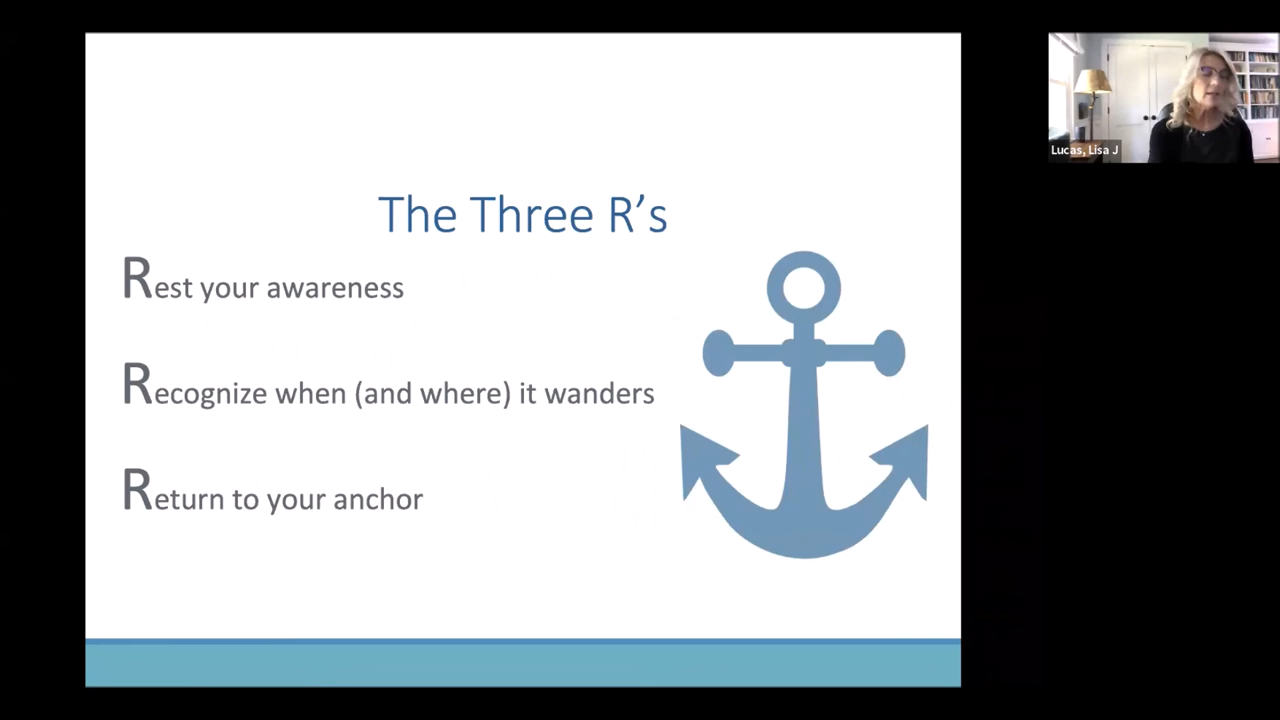 The Three R’s
Rest your awareness
Recognize when (and where) it wanders
Return to your anchor
Lucas, Lisa J